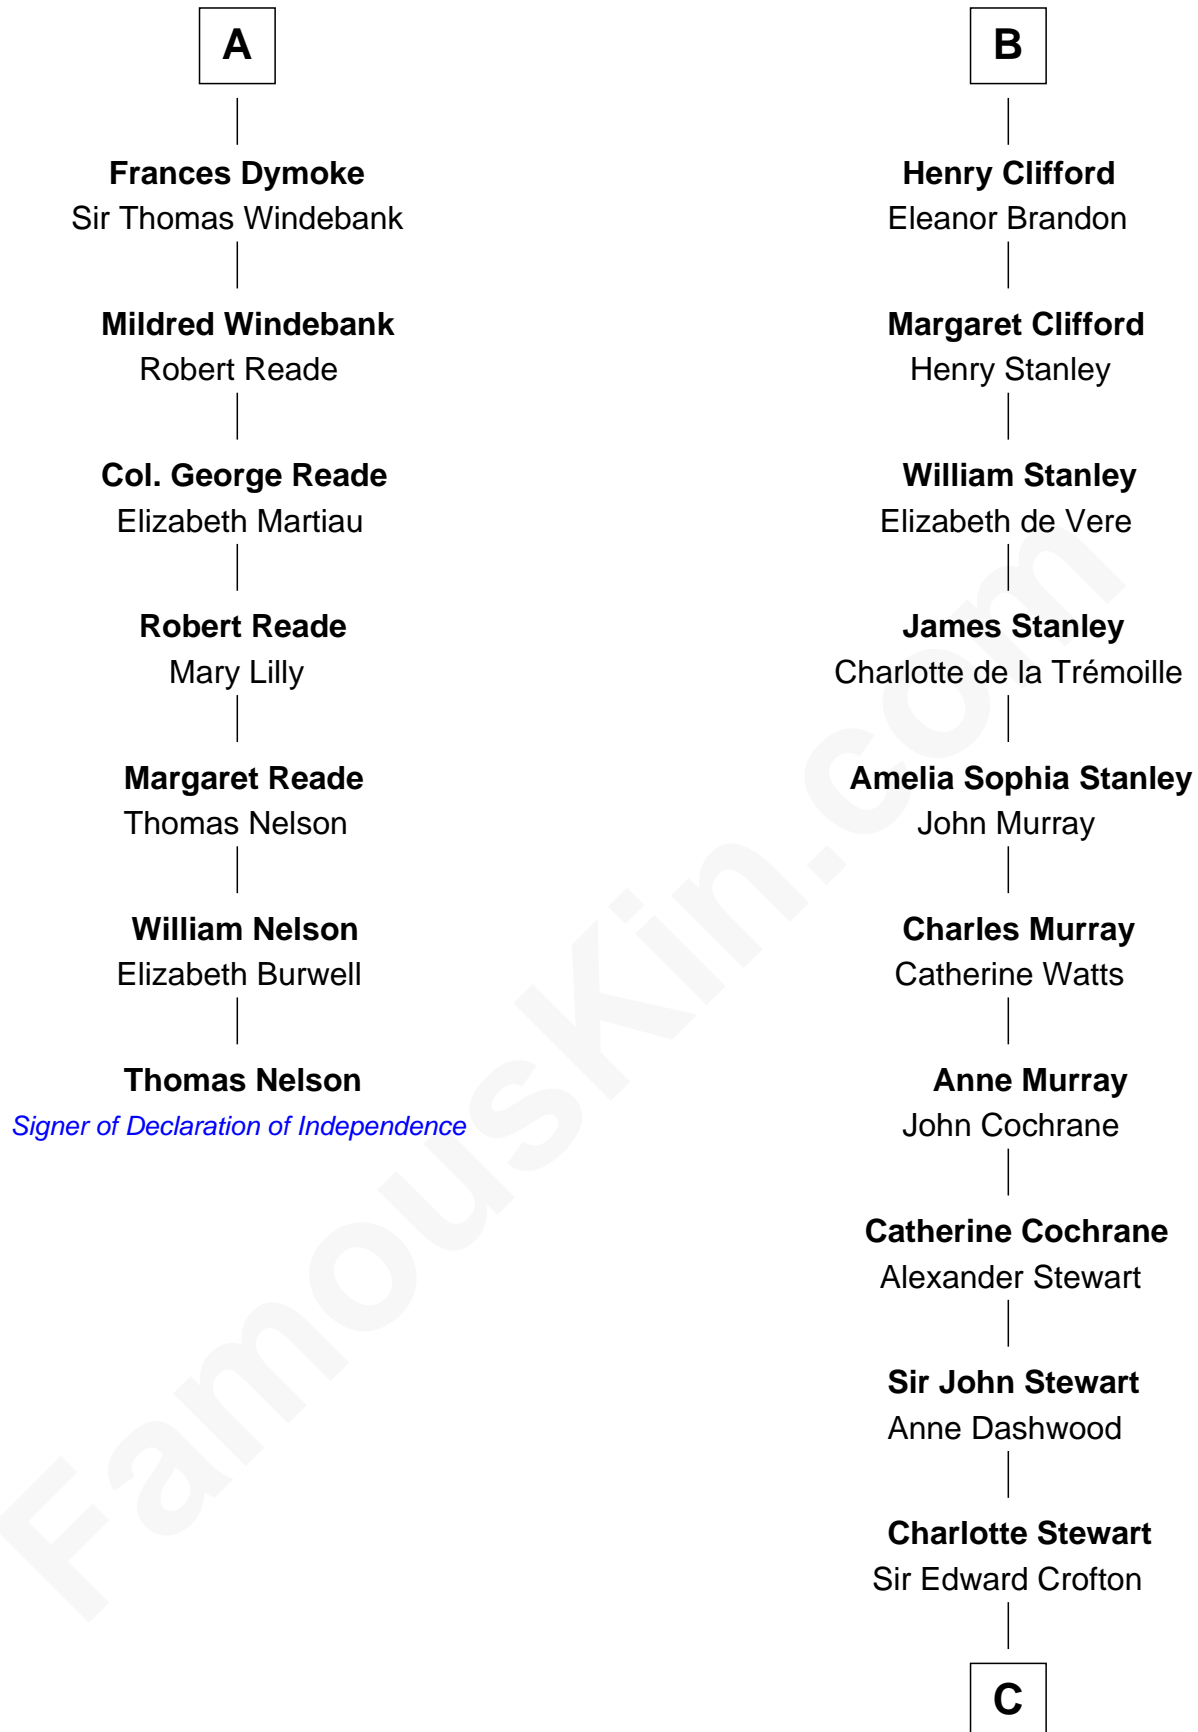 A
Frances Dymoke
Sir Thomas Windebank
Mildred Windebank
Robert Reade
Col. George Reade
Elizabeth Martiau
Robert Reade
Mary Lilly
Margaret Reade
Thomas Nelson
William Nelson
Elizabeth Burwell
Thomas Nelson
Signer of Declaration of Independence
B
Henry Clifford
Eleanor Brandon
Margaret Clifford
Henry Stanley
William Stanley
Elizabeth de Vere
James Stanley
Charlotte de la Trémoille
Amelia Sophia Stanley
John Murray
Charles Murray
Catherine Watts
Anne Murray
John Cochrane
Catherine Cochrane
Alexander Stewart
Sir John Stewart
Anne Dashwood
Charlotte Stewart
Sir Edward Crofton
C
FamousKin.com